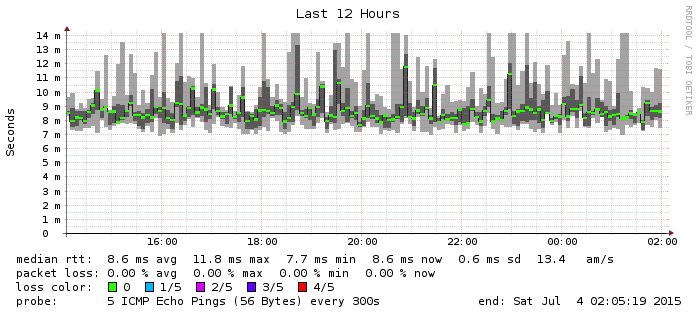 Last 12 Hours
RRDTOOL / TOBI OETIKER
Seconds
14 m
13 m
12 m
11 m
10 m
9 m
8 m
7 m
6 m
5 m
4 m
3 m
2 m
1 m
0
16:00 18:00 20:00 22:00 00:00 02:00
median rtt: 8.6 ms avg 11.8 ms max 7.7 ms min 8.6 ms now 0.6 ms sd 13.4 am/s
packet loss: 0.00 % avg 0.00 % max 0.00 % min 0.00 % now
loss color: 0 1/5 2/5 3/5 4/5
probe: 5 ICMP Echo Pings (56 Bytes) every 300s end: Sat Jul 4 02:05:19 2015